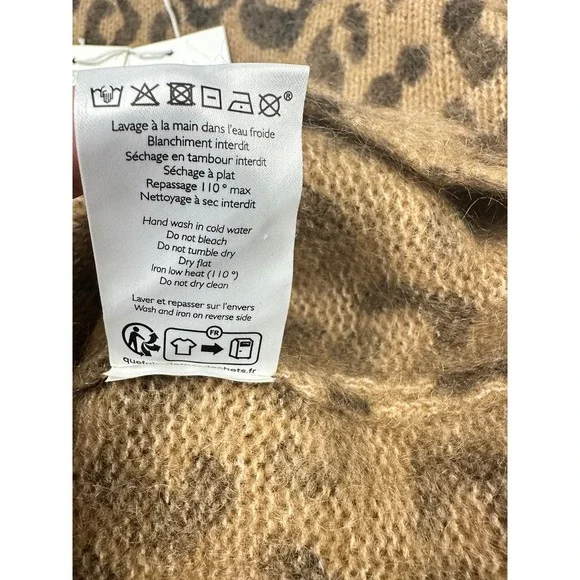 ®
Lavage à la main dans l'eau froide
Blanchiment interdit
Séchage en tambour interdit
Séchage à plat
Repassage 110° max
Nettoyage à sec interdit
Hand wash in cold water
Do not bleach
Do not tumble dry
Dry flat
Iron low heat (110°)
Do not dry clean
Laver et repasser sur l'envers
Wash and iron on reverse side
FR